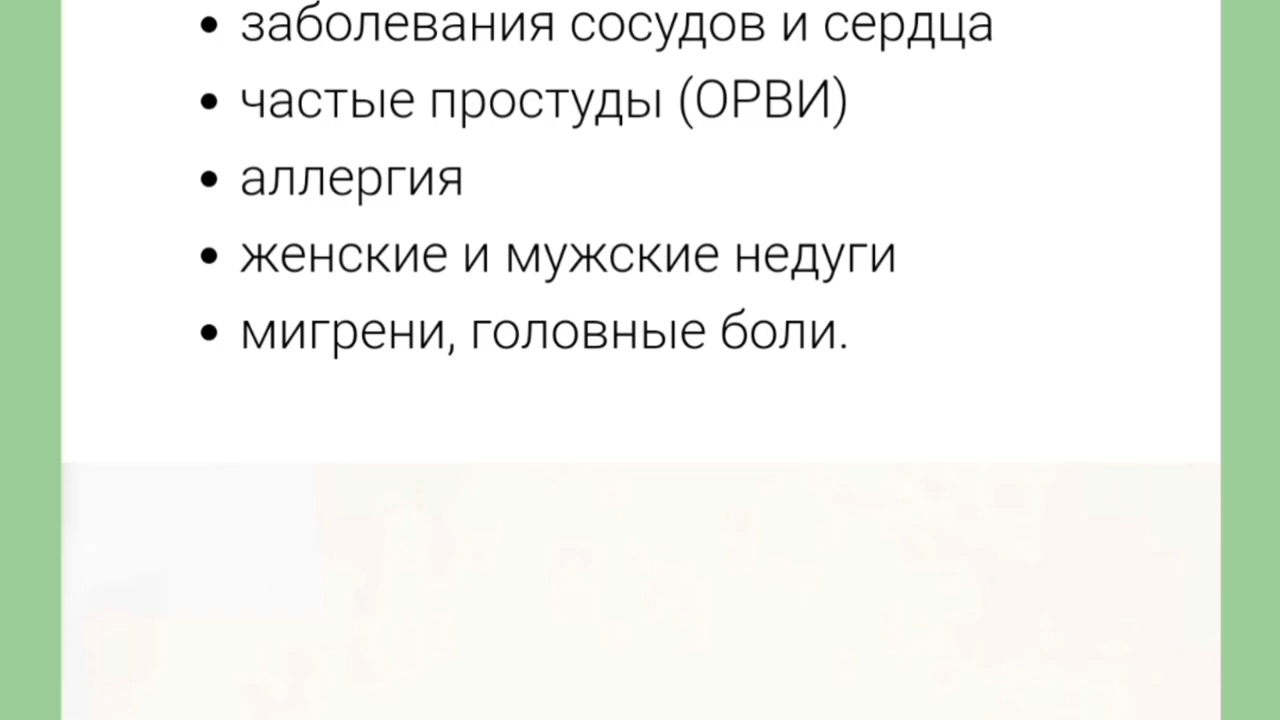 • заболевания сосудов и сердца
• частые простуды (ОРВИ)
• аллергия
• женские и мужские недуги
• мигрени, головные боли.